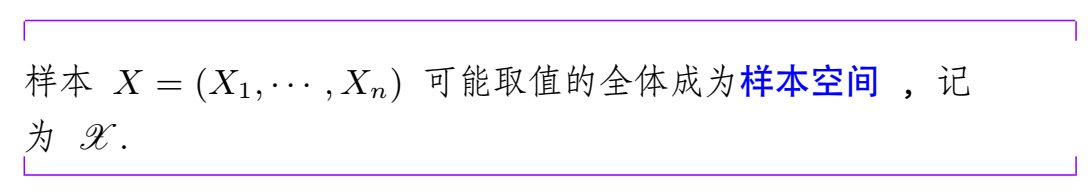 样本 X = (X₁, ⋯ , Xₙ) 可能取值的全体成为样本空间 ，记
为 𝒳.